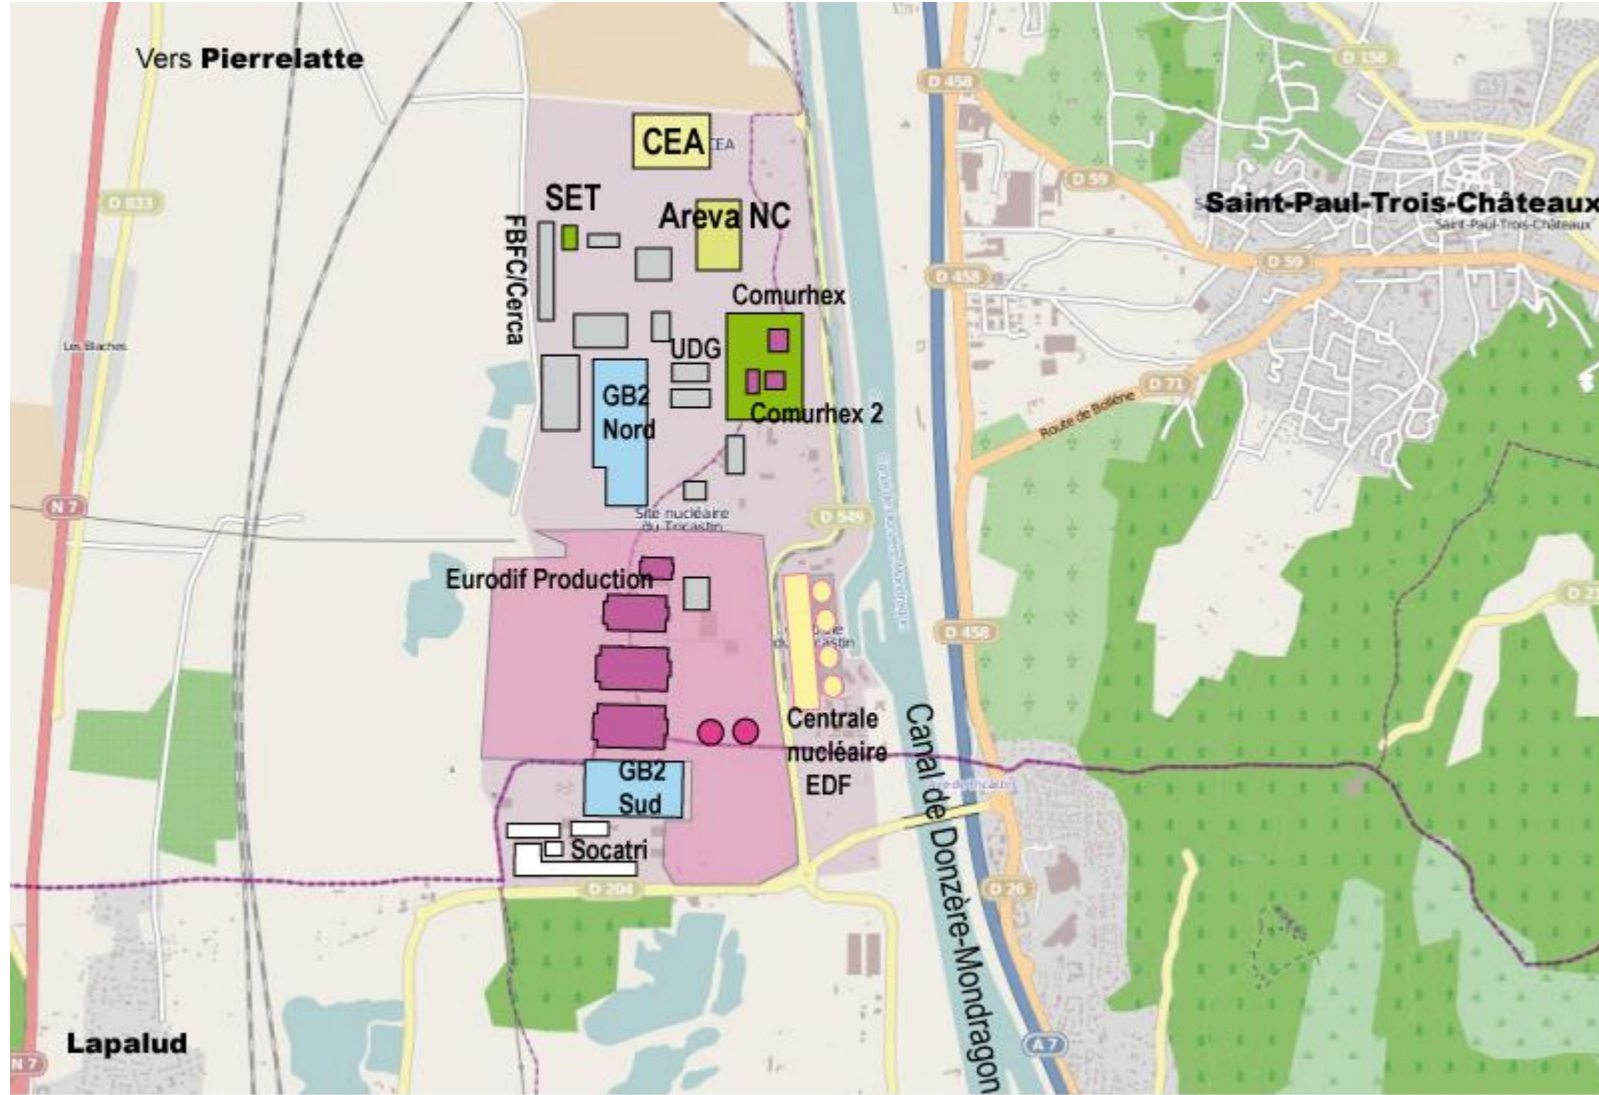 Vers Pierrelatte
D 458
D 158
CEA
CEA
D 59
D 833
SET
Saint-Paul-Trois-Châteaux
Areva NC
Saint-Paul-Trois-Châteaux
FBFC/Cerca
D 59
D 458
Comurhex
Les Blaches
UDG
D 71
GB2
Nord
Comurhex 2
Route de Bollène
N 7
Site nucléaire
du Tricastin
D 549
Eurodif Production
D 458
Centrale
nucléaire
EDF
Canal de Donzère-Mondragon
GB2
Sud
Socatri
D 204
D 26
Lapalud
A 7
N 7